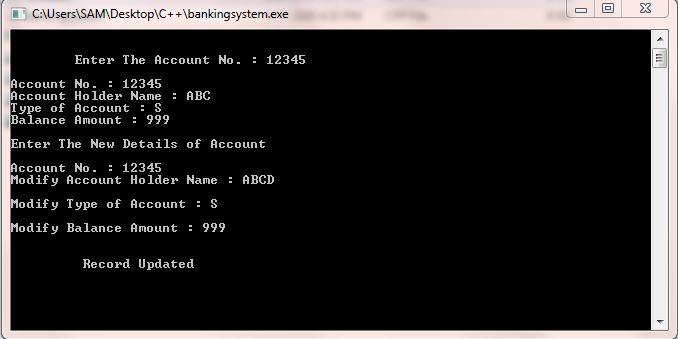 C:\Users\SAM\Desktop\C++\bankingsystem.exe
Enter The Account No. : 12345
Account No. : 12345
Account Holder Name : ABC
Type of Account : S
Balance Amount : 999
Enter The New Details of Account
Account No. : 12345
Modify Account Holder Name : ABCD
Modify Type of Account : S
Modify Balance Amount : 999
Record Updated